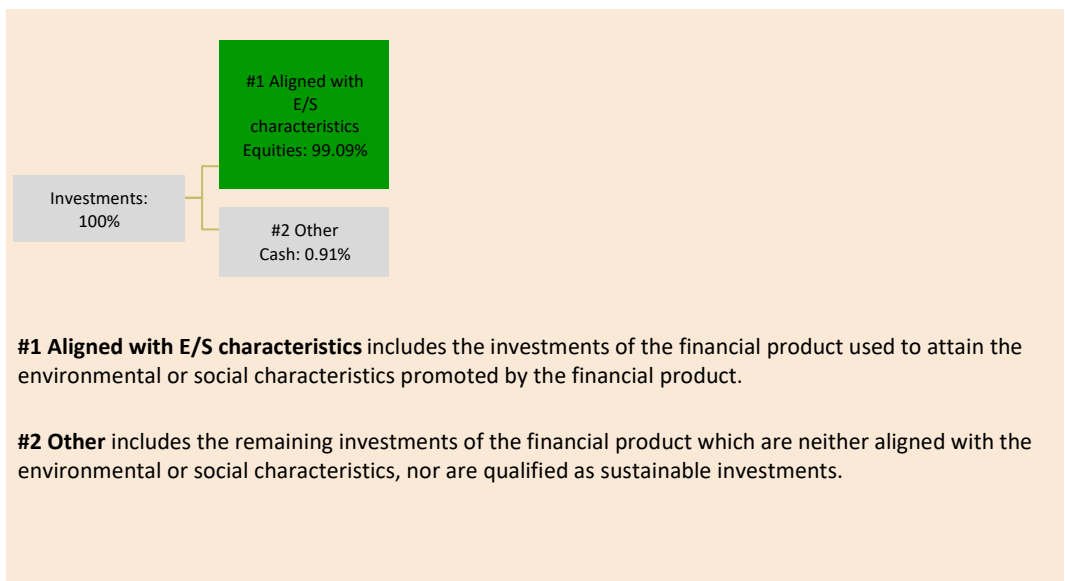 #1 Aligned with
E/S
characteristics
Equities: 99.09%
Investments:
100%
#2 Other
Cash: 0.91%
#1 Aligned with E/S characteristics includes the investments of the financial product used to attain the
environmental or social characteristics promoted by the financial product.
#2 Other includes the remaining investments of the financial product which are neither aligned with the
environmental or social characteristics, nor are qualified as sustainable investments.